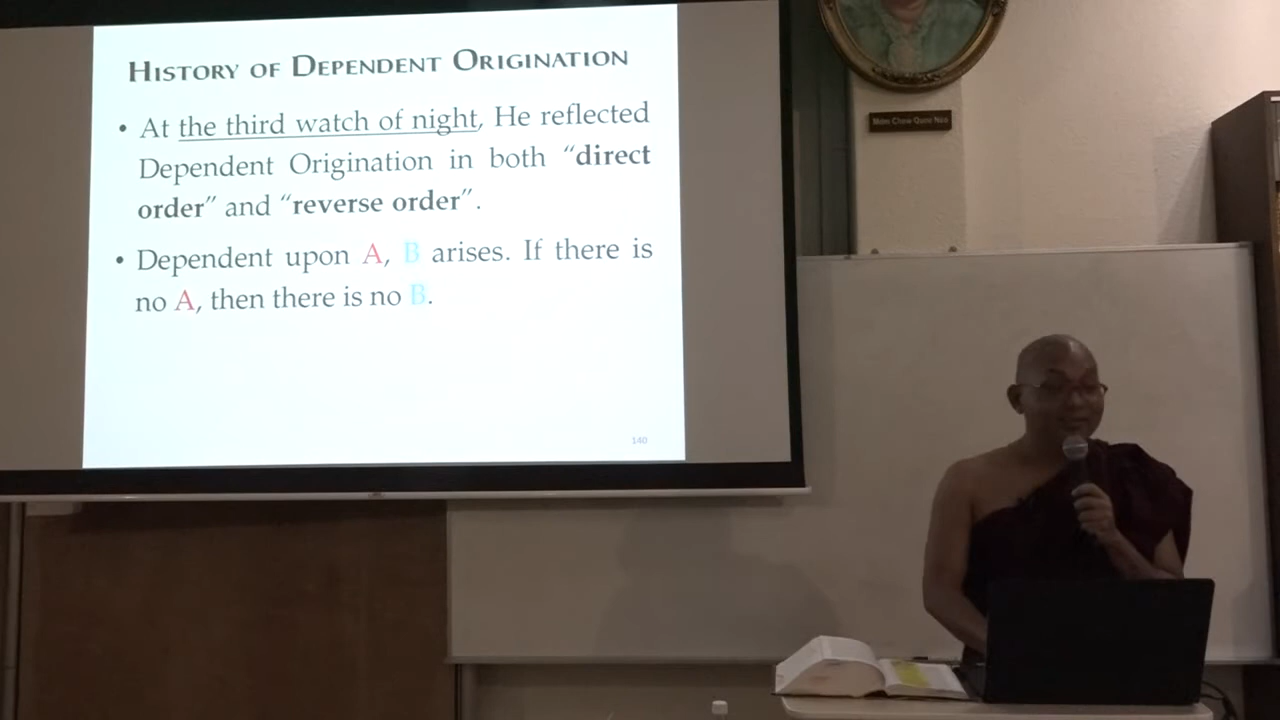 HISTORY OF DEPENDENT ORIGINATION
• At the third watch of night, He reflected
Dependent Origination in both “direct
order” and “reverse order”.
• Dependent upon A, B arises. If there is
no A, then there is no B.
140